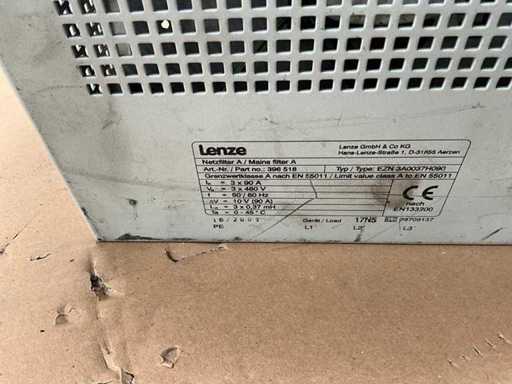 Lenze
Lenze GmbH & Co KG
Hans-Lenze-Straße 1, D-31855 Aerzen
Netzfilter A / Mains filter A
Art.-Nr. / Part no.: 396 518
Typ / Type: EZN 3A0037H090
Grenzwertklasse A nach EN 55011 / Limit value class A to EN 55011
= 3 x 90 A
= 3 x 480 V
= 50 / 60 Hz
ΔV = 10 V (90 A)
= 3 x 0,37 mH
= 0 - 45° C
CE
nach
EN133200
Gerät / Load
17N5
PE
L1'
L2'
L3'